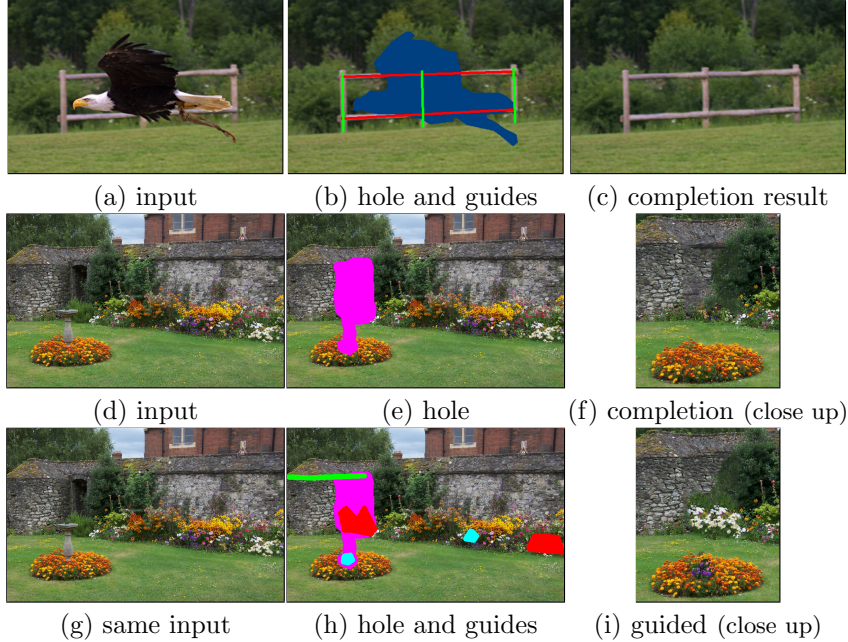 (a) input
(b) hole and guides
(c) completion result
(d) input
(e) hole
(f) completion (close up)
(g) same input
(h) hole and guides
(i) guided (close up)